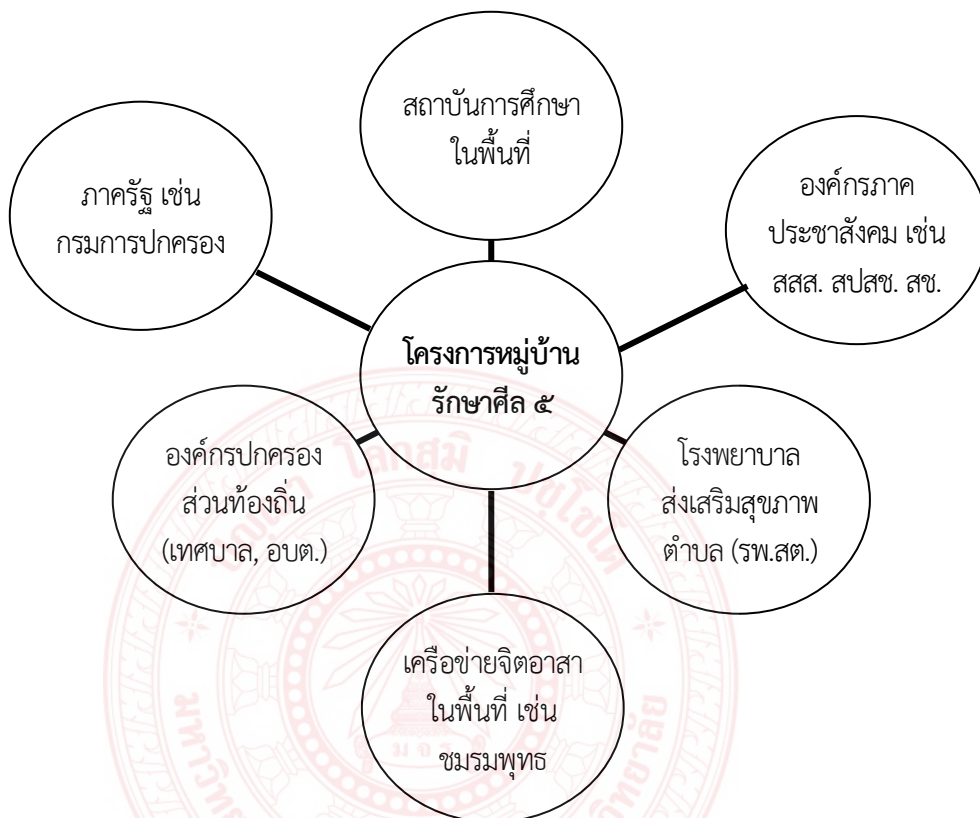 สถาบันการศึกษา
ในพื้นที่
ภาครัฐ เช่น
กรมการปกครอง
องค์กรภาค
ประชาสังคม เช่น
สสส. สปสช. สช.
โครงการหมู่บ้าน
รักษาศีล ๕
องค์กรปกครอง
ส่วนท้องถิ่น
(เทศบาล, อบต.)
โรงพยาบาล
ส่งเสริมสุขภาพ
ตำบล (รพ.สต.)
เครือข่ายจิตอาสา
ในพื้นที่ เช่น
ชมรมพุทธ